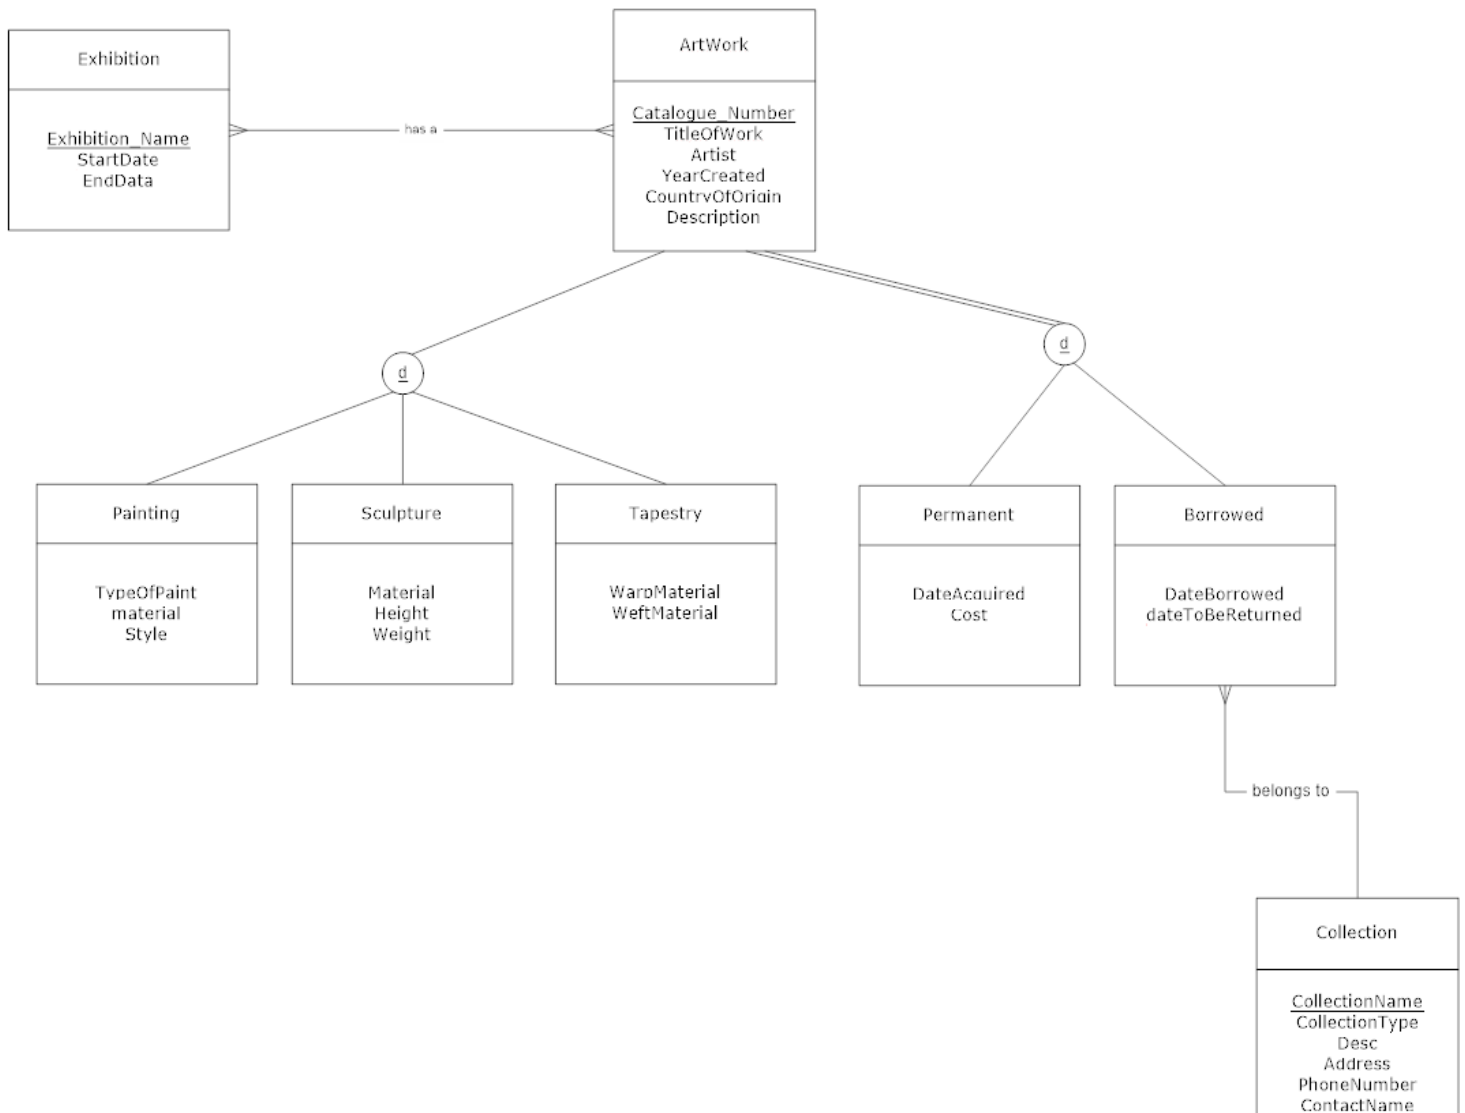 Exhibition
Exhibition_Name
StartDate
EndData
has a
ArtWork
Catalogue_Number
TitleOfWork
Artist
YearCreated
CountryOfOrigin
Description
d
d
Painting
TypeOfPaint
material
Style
Sculpture
Material
Height
Weight
Tapestry
WarpMaterial
WeftMaterial
Permanent
DateAcquired
Cost
Borrowed
DateBorrowed
dateToBeReturned
belongs to
Collection
CollectionName
CollectionType
Desc
Address
PhoneNumber
ContactName